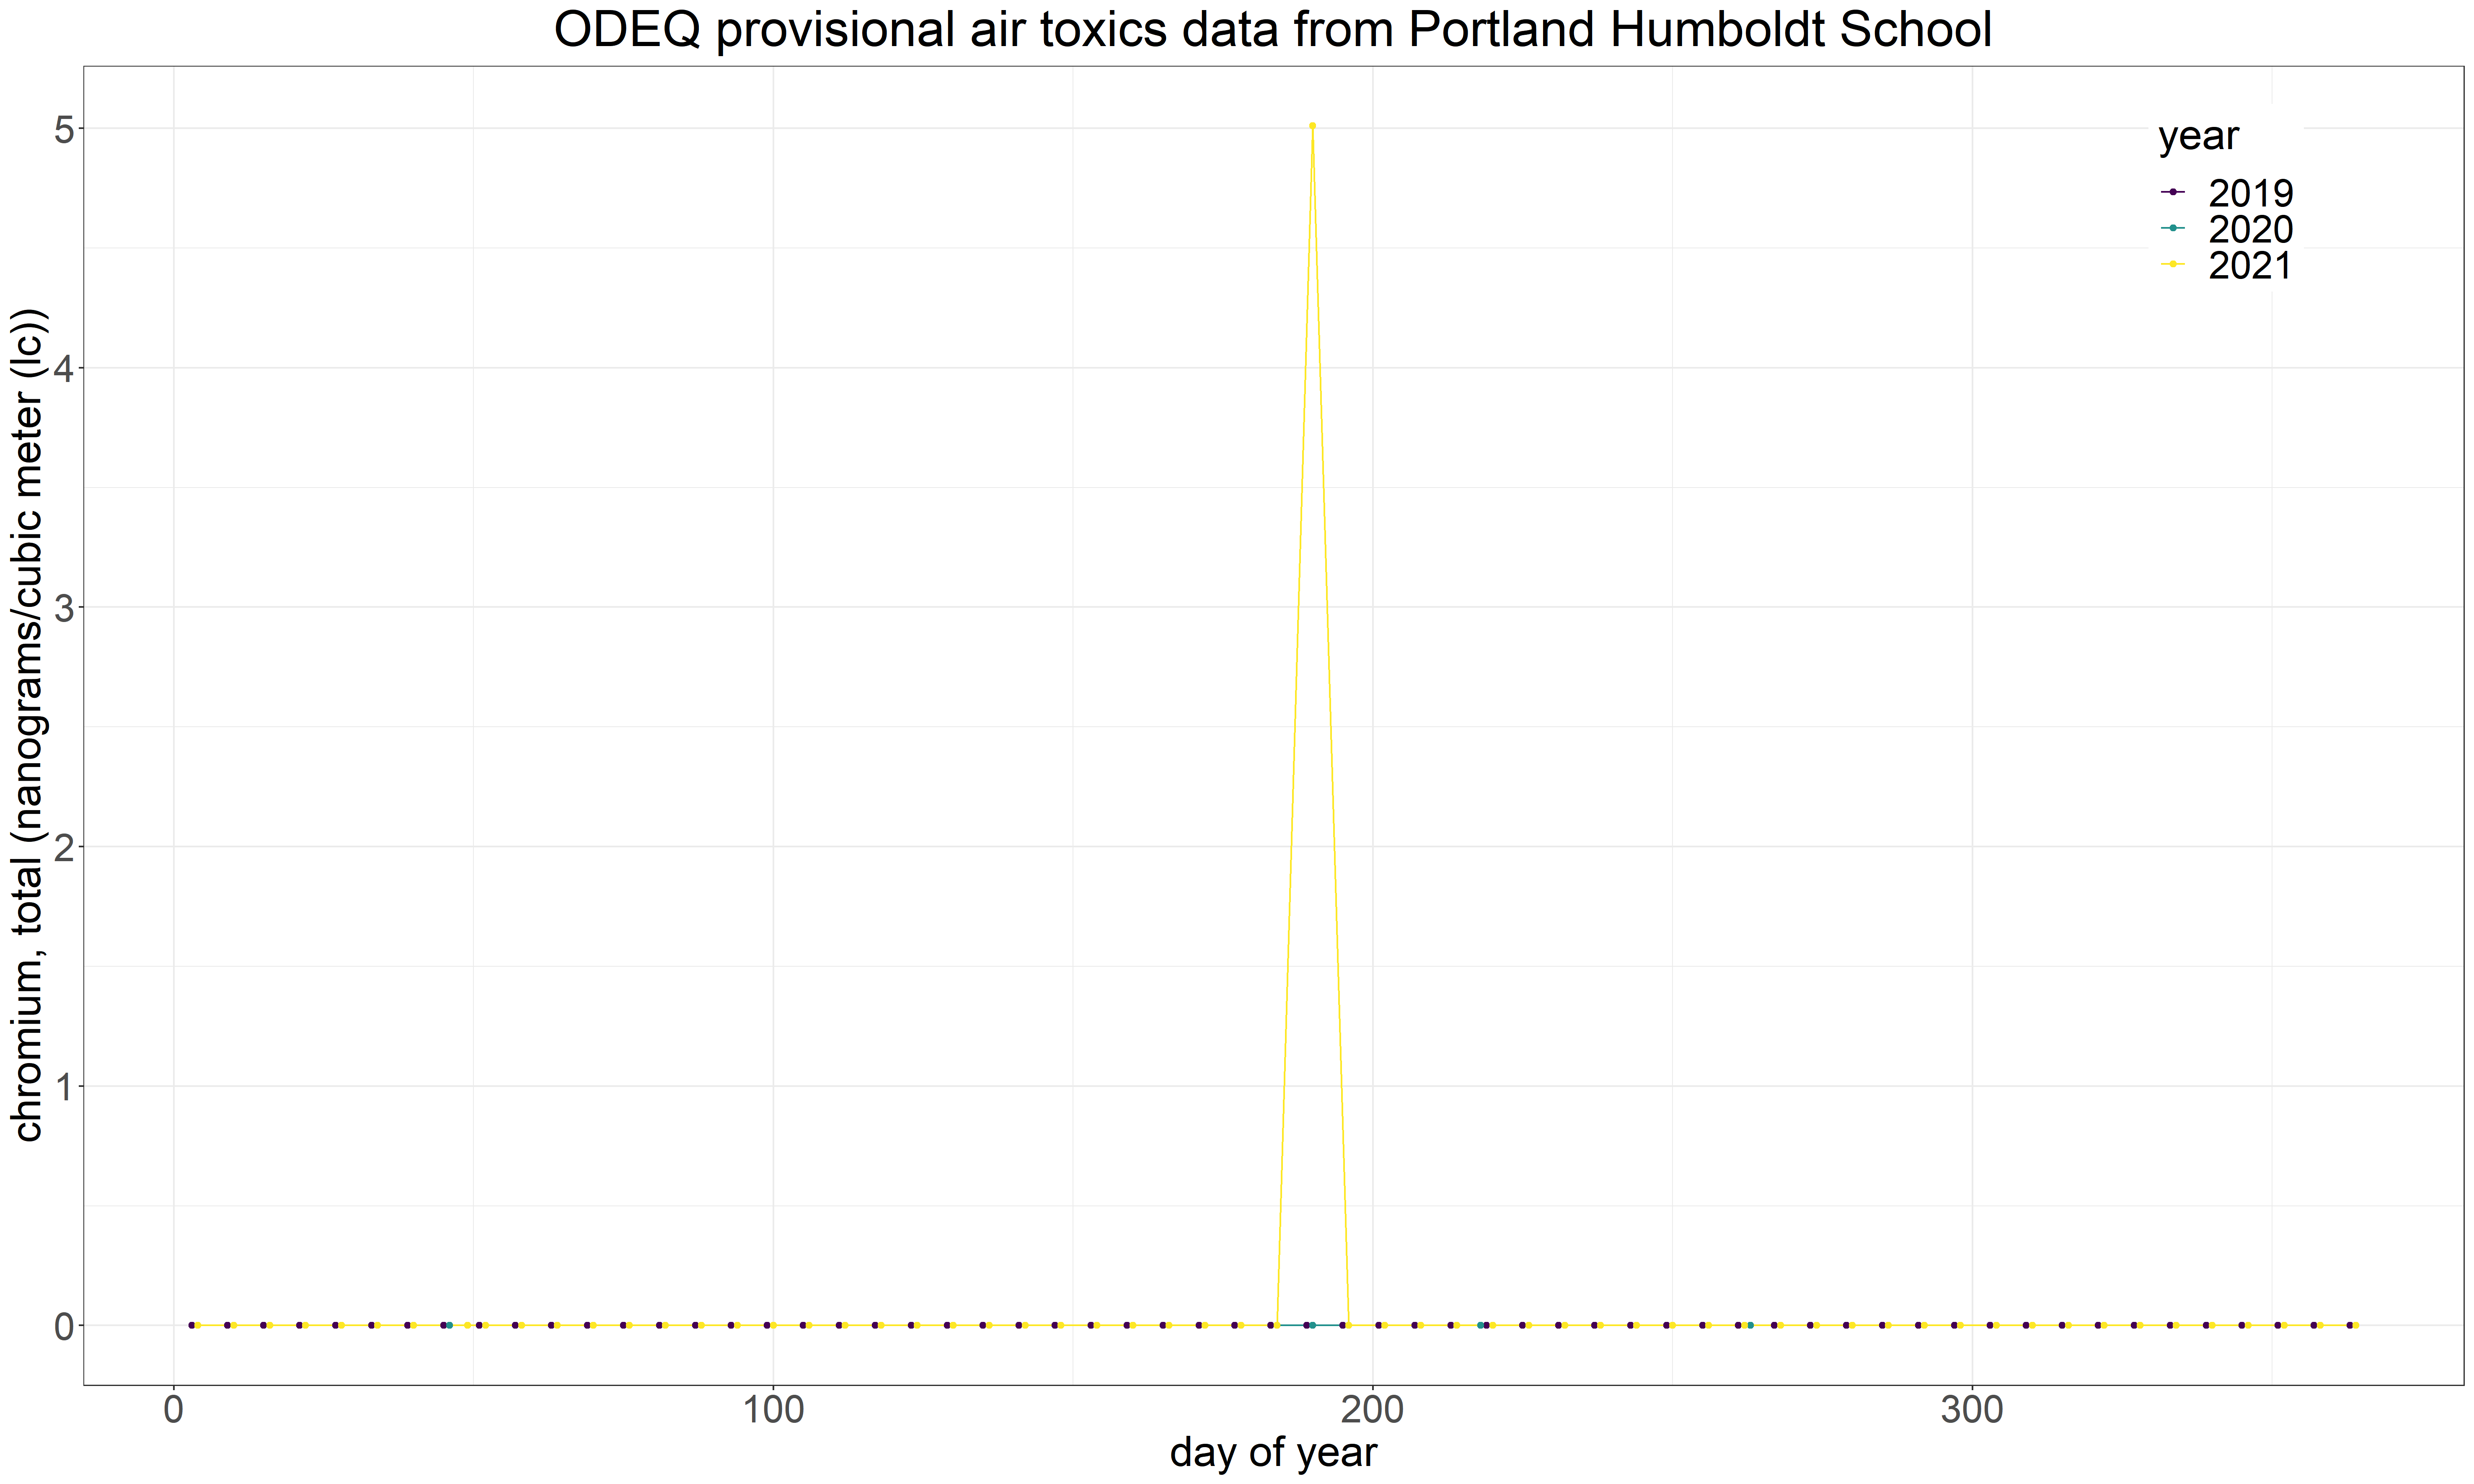 ODEQ provisional air toxics data from Portland Humboldt School
chromium, total (nanograms/cubic meter (lc))
5
4
3
2
1
0
year
2019
2020
2021
0 100 200 300
day of year